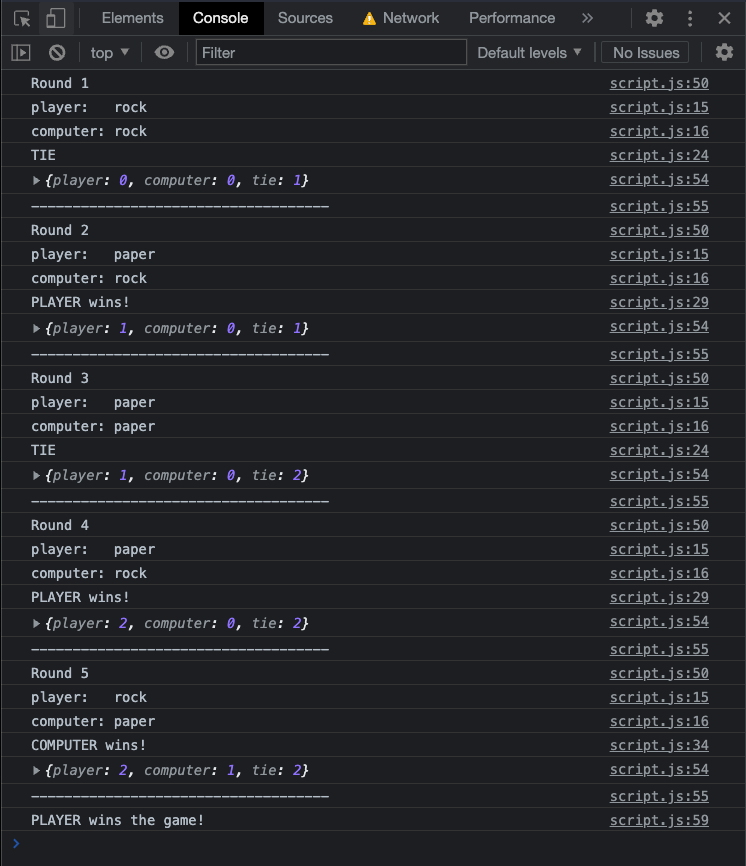 Elements Console Sources Network Performance »
top ▼ Filter Default levels ▼ No Issues
Round 1 script.js:50
player:   rock script.js:15
computer: rock script.js:16
TIE script.js:24
▶{player: 0, computer: 0, tie: 1} script.js:54
------------------------------------ script.js:55
Round 2 script.js:50
player:   paper script.js:15
computer: rock script.js:16
PLAYER wins! script.js:29
▶{player: 1, computer: 0, tie: 1} script.js:54
------------------------------------ script.js:55
Round 3 script.js:50
player:   paper script.js:15
computer: paper script.js:16
TIE script.js:24
▶{player: 1, computer: 0, tie: 2} script.js:54
------------------------------------ script.js:55
Round 4 script.js:50
player:   paper script.js:15
computer: rock script.js:16
PLAYER wins! script.js:29
▶{player: 2, computer: 0, tie: 2} script.js:54
------------------------------------ script.js:55
Round 5 script.js:50
player:   rock script.js:15
computer: paper script.js:16
COMPUTER wins! script.js:34
▶{player: 2, computer: 1, tie: 2} script.js:54
------------------------------------ script.js:55
PLAYER wins the game! script.js:59